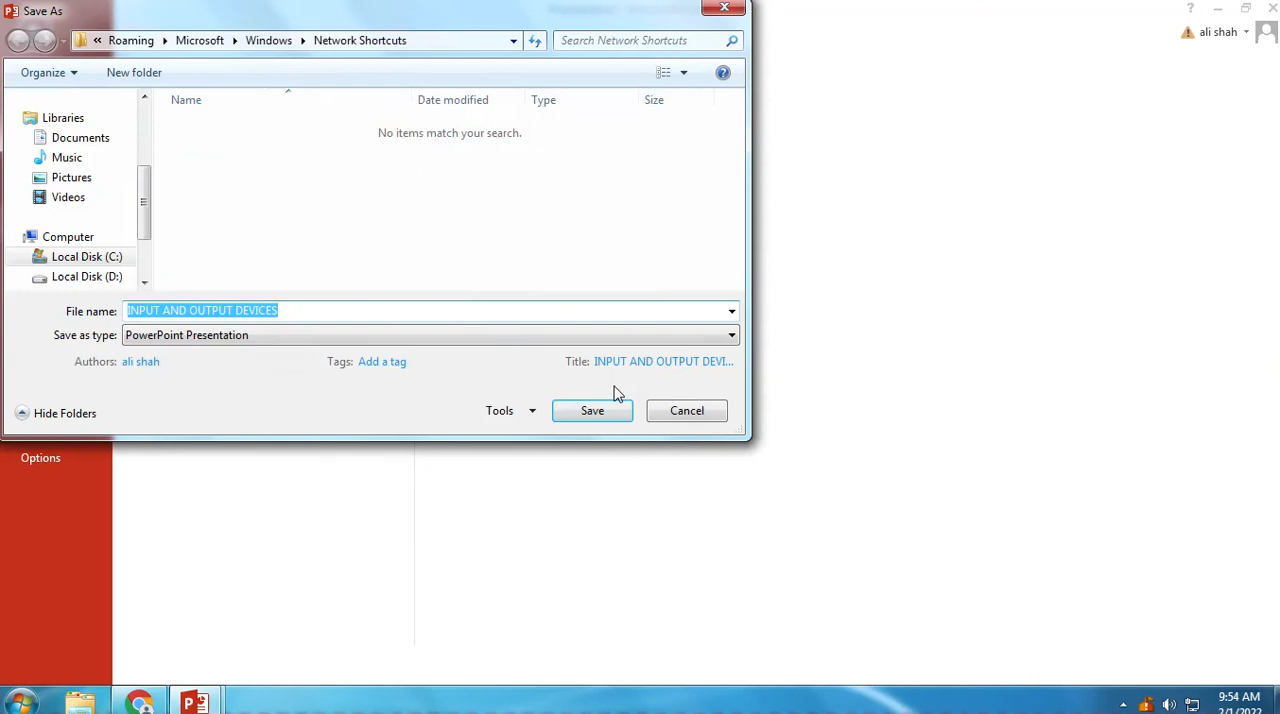 Save As
ali shah
« Roaming Microsoft Windows Network Shortcuts
Search Network Shortcuts
Organize New folder
Name Date modified Type Size
No items match your search.
Libraries
Documents
Music
Pictures
Videos
Computer
Local Disk (C:)
Local Disk (D:)
File name: INPUT AND OUTPUT DEVICES
Save as type: PowerPoint Presentation
Authors: ali shah Tags: Add a tag Title: INPUT AND OUTPUT DEVI...
Hide Folders Tools Save Cancel
Options
9:54 AM
2/1/2022